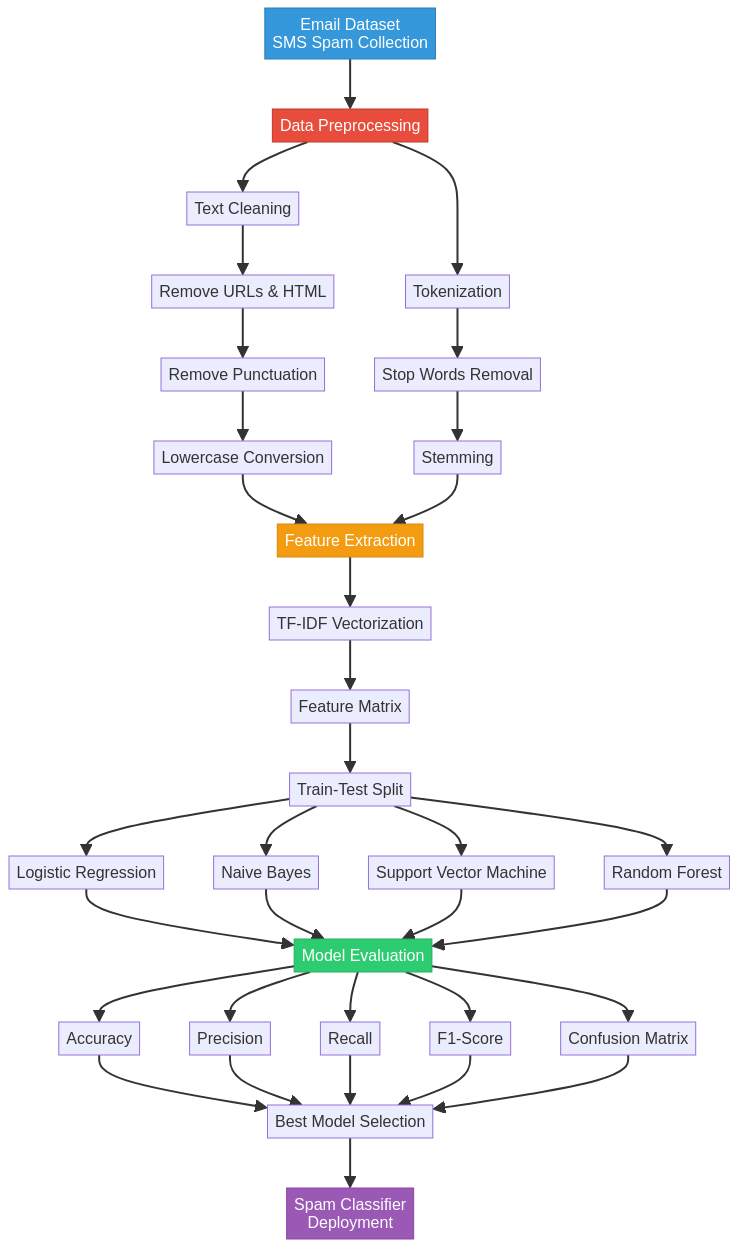 Email Dataset
SMS Spam Collection
Data Preprocessing
Text Cleaning
Remove URLs & HTML
Tokenization
Remove Punctuation
Stop Words Removal
Lowercase Conversion
Stemming
Feature Extraction
TF-IDF Vectorization
Feature Matrix
Train-Test Split
Logistic Regression
Naive Bayes
Support Vector Machine
Random Forest
Model Evaluation
Accuracy
Precision
Recall
F1-Score
Confusion Matrix
Best Model Selection
Spam Classifier
Deployment